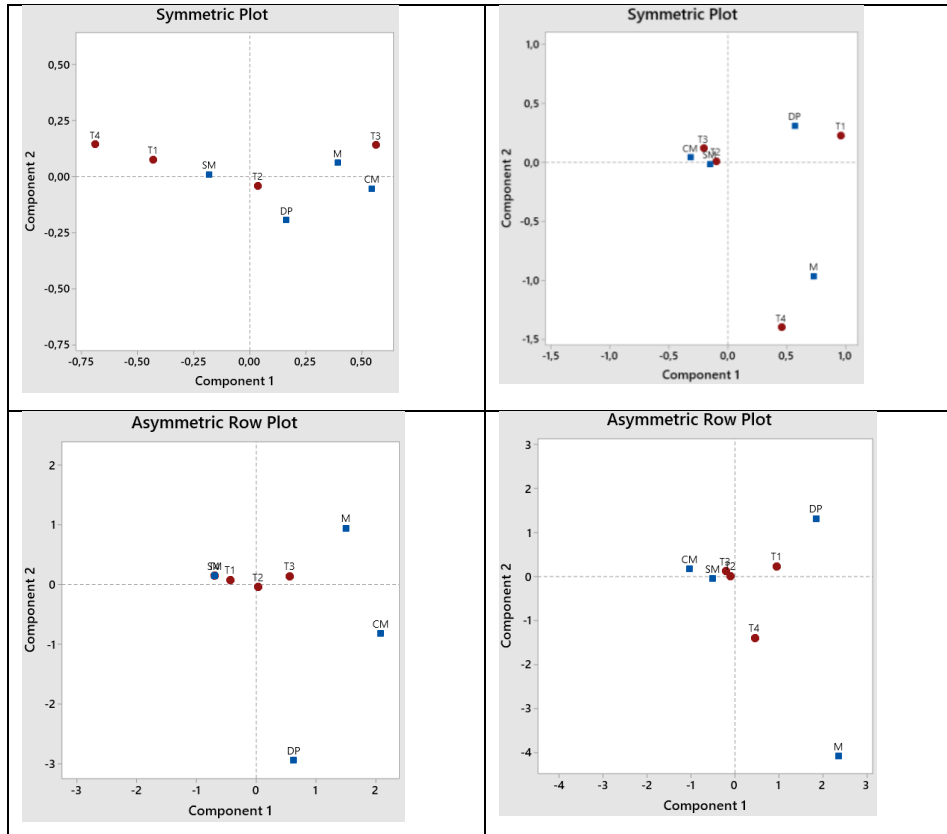 Symmetric Plot
0,50
0,25
0,00
-0,25
-0,50
-0,75
-0,75 -0,50 -0,25 0,00 0,25 0,50
Component 2
Component 1
T4
T1
SM
T2
DP
M
T3
CM
Symmetric Plot
1,0
0,5
0,0
-0,5
-1,0
-1,5
-1,5 -1,0 -0,5 0,0 0,5 1,0
Component 2
Component 1
DP
T1
T3
CM
SM
T2
M
T4
Asymmetric Row Plot
2
1
0
-1
-2
-3
-3 -2 -1 0 1 2
Component 2
Component 1
M
SM
T1
T2
T3
CM
DP
Asymmetric Row Plot
3
2
1
0
-1
-2
-3
-4
-4 -3 -2 -1 0 1 2 3
Component 2
Component 1
DP
T1
CM
SM
T3
T2
T4
M